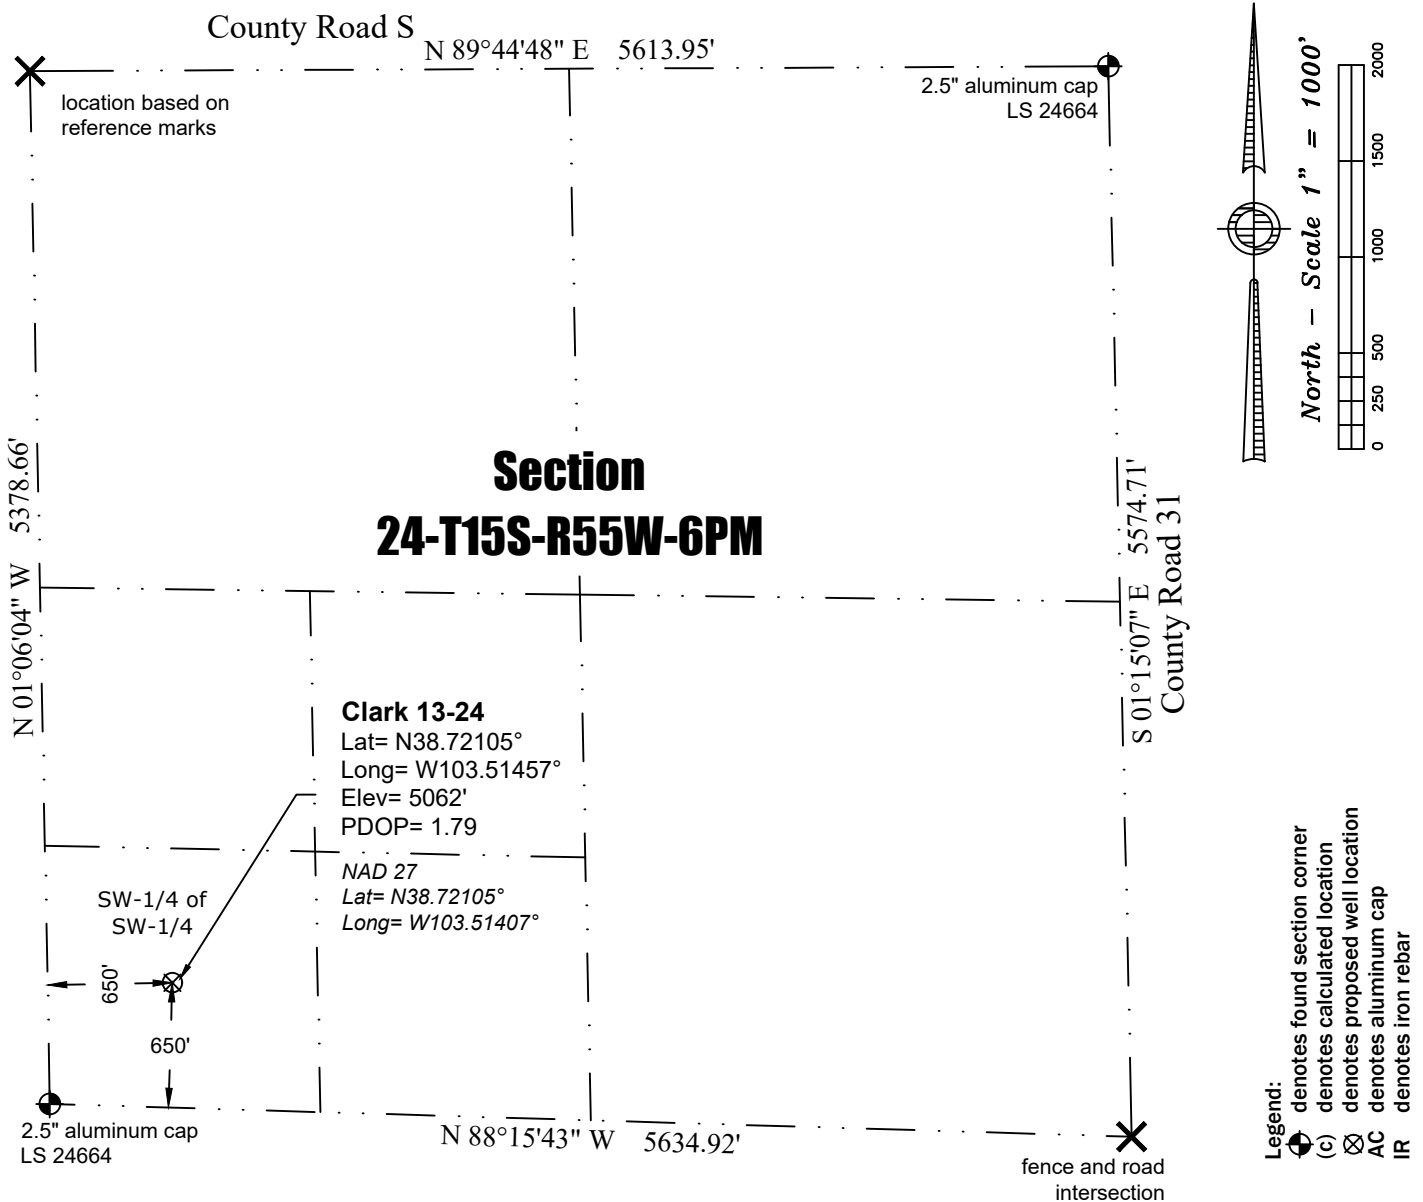 County Road S
N 89°44'48" E 5613.95'
location based on
reference marks
2.5" aluminum cap
LS 24664
North - Scale 1" = 1000'
0 250 500 1000 1500 2000
N 01°06'04" W 5378.66'
Section
24-T15S-R55W-6PM
S 01°15'07" E 5574.71'
County Road 31
Clark 13-24
Lat= N38.72105°
Long= W103.51457°
Elev= 5062'
PDOP= 1.79
NAD 27
Lat= N38.72105°
Long= W103.51407°
SW-1/4 of
SW-1/4
650'
650'
2.5" aluminum cap
LS 24664
N 88°15'43" W 5634.92'
fence and road
intersection
Legend:
denotes found section corner
(c) denotes calculated location
denotes proposed well location
AC denotes aluminum cap
IR denotes iron rebar